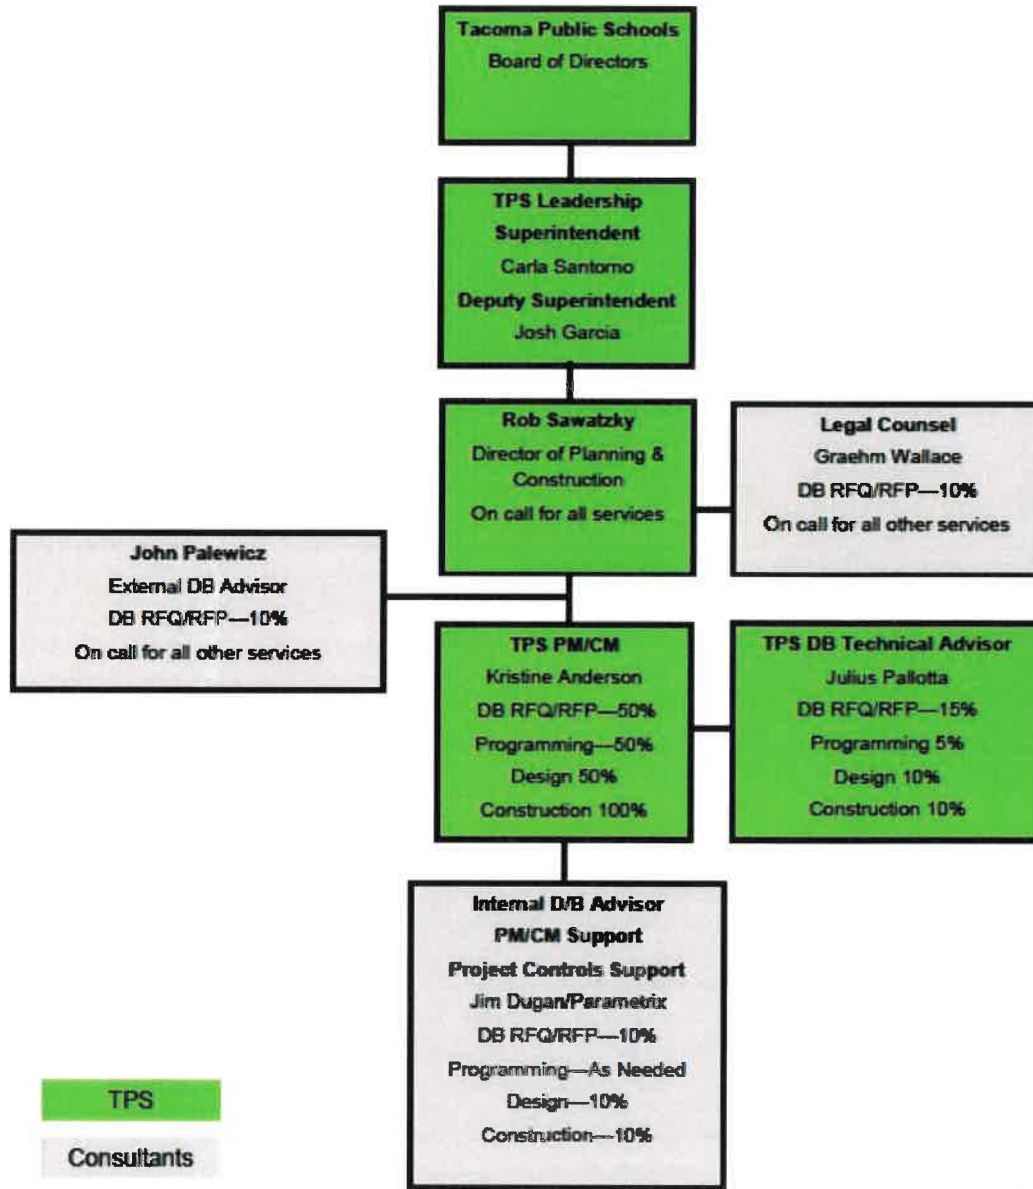 Tacoma Public Schools
Board of Directors
TPS Leadership
Superintendent
Carla Santorno
Deputy Superintendent
Josh Garcia
Rob Sawatzky
Director of Planning &
Construction
On call for all services
Legal Counsel
Graehm Wallace
DB RFQ/RFP—10%
On call for all other services
John Palewicz
External DB Advisor
DB RFQ/RFP—10%
On call for all other services
TPS PM/CM
Kristine Anderson
DB RFQ/RFP—50%
Programming—50%
Design 50%
Construction 100%
TPS DB Technical Advisor
Julius Pallotta
DB RFQ/RFP—15%
Programming 5%
Design 10%
Construction 10%
Internal D/B Advisor
PM/CM Support
Project Controls Support
Jim Dugan/Parametrix
DB RFQ/RFP—10%
Programming—As Needed
Design—10%
Construction—10%
TPS
Consultants